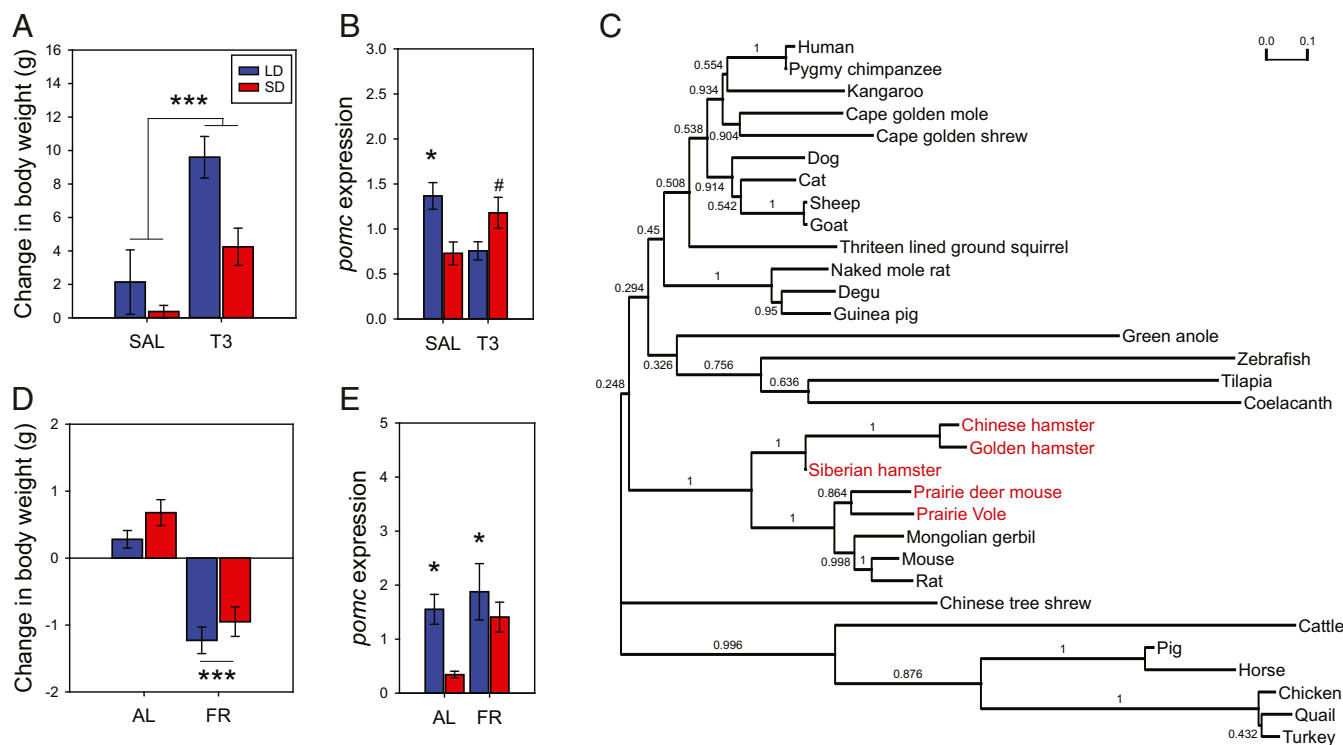 A
Change in body weight (g)
16
14
12
10
8
6
4
2
0
LD
SD
***
SAL
T3
B
pomc expression
3.0
2.5
2.0
1.5
1.0
0.5
0.0
*
#
SAL
T3
C
0.0
0.1
1
Human
0.554
Pygmy chimpanzee
0.934
Kangaroo
Cape golden mole
0.538
0.904
Cape golden shrew
Dog
0.508
0.914
Cat
0.542
1
Sheep
Goat
0.45
Thriteen lined ground squirrel
1
Naked mole rat
Degu
0.294
0.95
Guinea pig
Green anole
0.326
0.756
Zebrafish
0.248
0.636
Tilapia
Coelacanth
1
Chinese hamster
1
Golden hamster
Siberian hamster
1
0.864
Prairie deer mouse
1
Prairie Vole
Mongolian gerbil
0.998
1
Mouse
Rat
Chinese tree shrew
0.996
Cattle
1
Pig
0.876
Horse
1
Chicken
Quail
0.432
Turkey
D
Change in body weight (g)
2
1
0
-1
-2
***
AL
FR
E
pomc expression
5
4
3
2
1
0
*
*
AL
FR